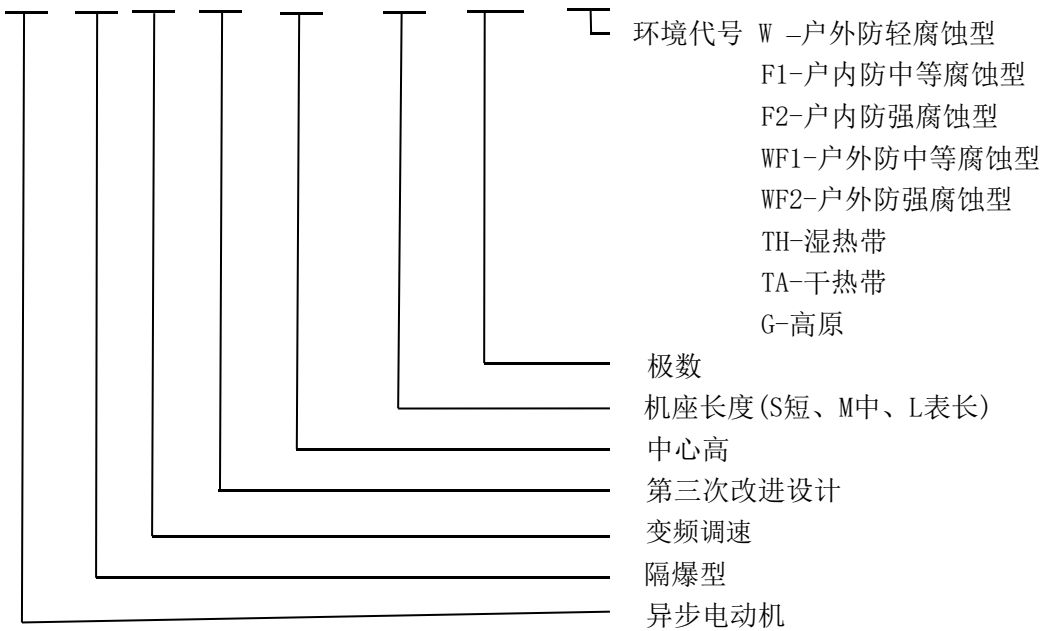 环境代号 W -户外防轻腐蚀型
F1-户内防中等腐蚀型
F2-户内防强腐蚀型
WF1-户外防中等腐蚀型
WF2-户外防强腐蚀型
TH-湿热带
TA-干热带
G-高原
极数
机座长度(S短、M中、L表长)
中心高
第三次改进设计
变频调速
隔爆型
异步电动机